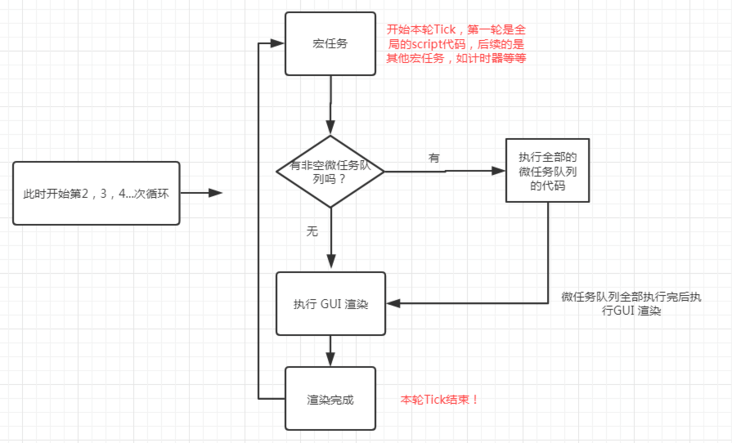 宏任务
开始本轮Tick，第一轮是全
局的script代码，后续的是
其他宏任务，如计时器等等
有非空微任务队
列吗？
有
执行全部的
微任务队列
的代码
此时开始第2，3，4...次循环
无
执行 GUI 渲染
微任务队列全部执行完后执
行GUI 渲染
渲染完成
本轮Tick结束！